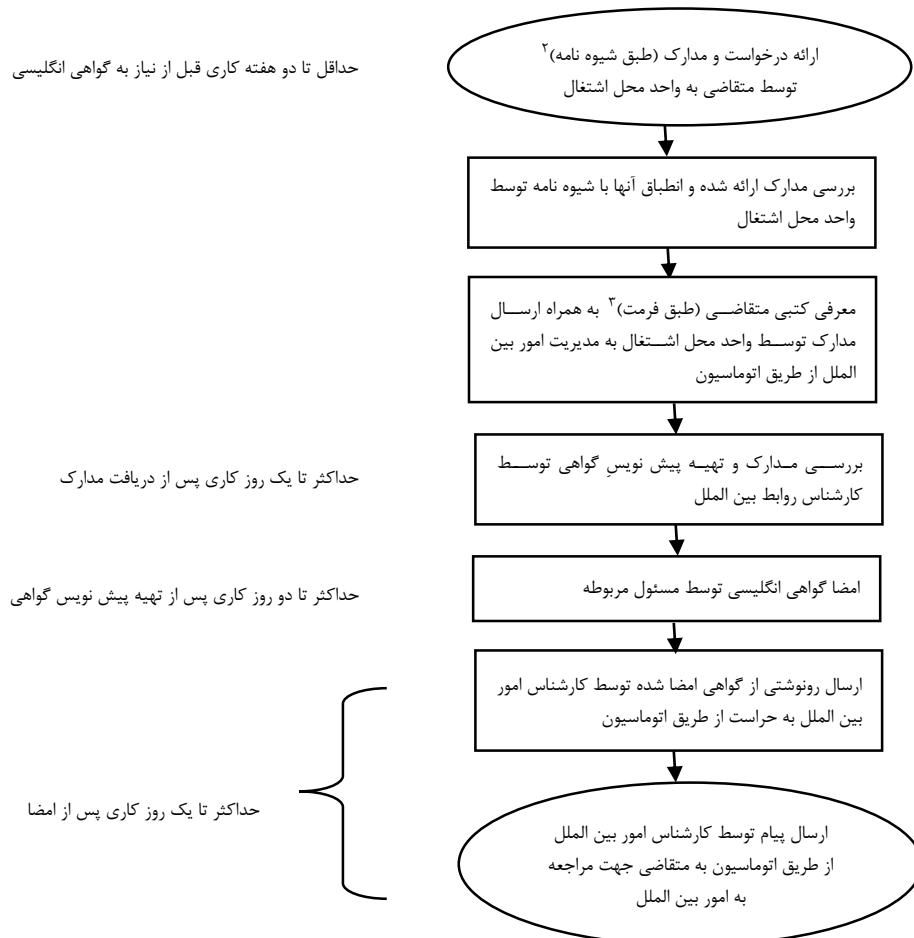 ارائه درخواست و مدارک (طبق شیوه نامه)۲
توسط متقاضی به واحد محل اشتغال
حداقل تا دو هفته کاری قبل از نیاز به گواهی انگلیسی
بررسی مدارک ارائه شده و انطباق آنها با شیوه نامه توسط
واحد محل اشتغال
معرفی کتبی متقاضی (طبق فرمت)۳ به همراه ارسال
مدارک توسط واحد محل اشتغال به مدیریت امور بین
الملل از طریق اتوماسیون
بررسی مدارک و تهیه پیش نویسِ گواهی توسط
کارشناس روابط بین الملل
حداکثر تا یک روز کاری پس از دریافت مدارک
امضا گواهی انگلیسی توسط مسئول مربوطه
حداکثر تا دو روز کاری پس از تهیه پیش نویس گواهی
ارسال رونوشتی از گواهی امضا شده توسط کارشناس امور
بین الملل به حراست از طریق اتوماسیون
حداکثر تا یک روز کاری پس از امضا
ارسال پیام توسط کارشناس امور بین الملل
از طریق اتوماسیون به متقاضی جهت مراجعه
به امور بین الملل